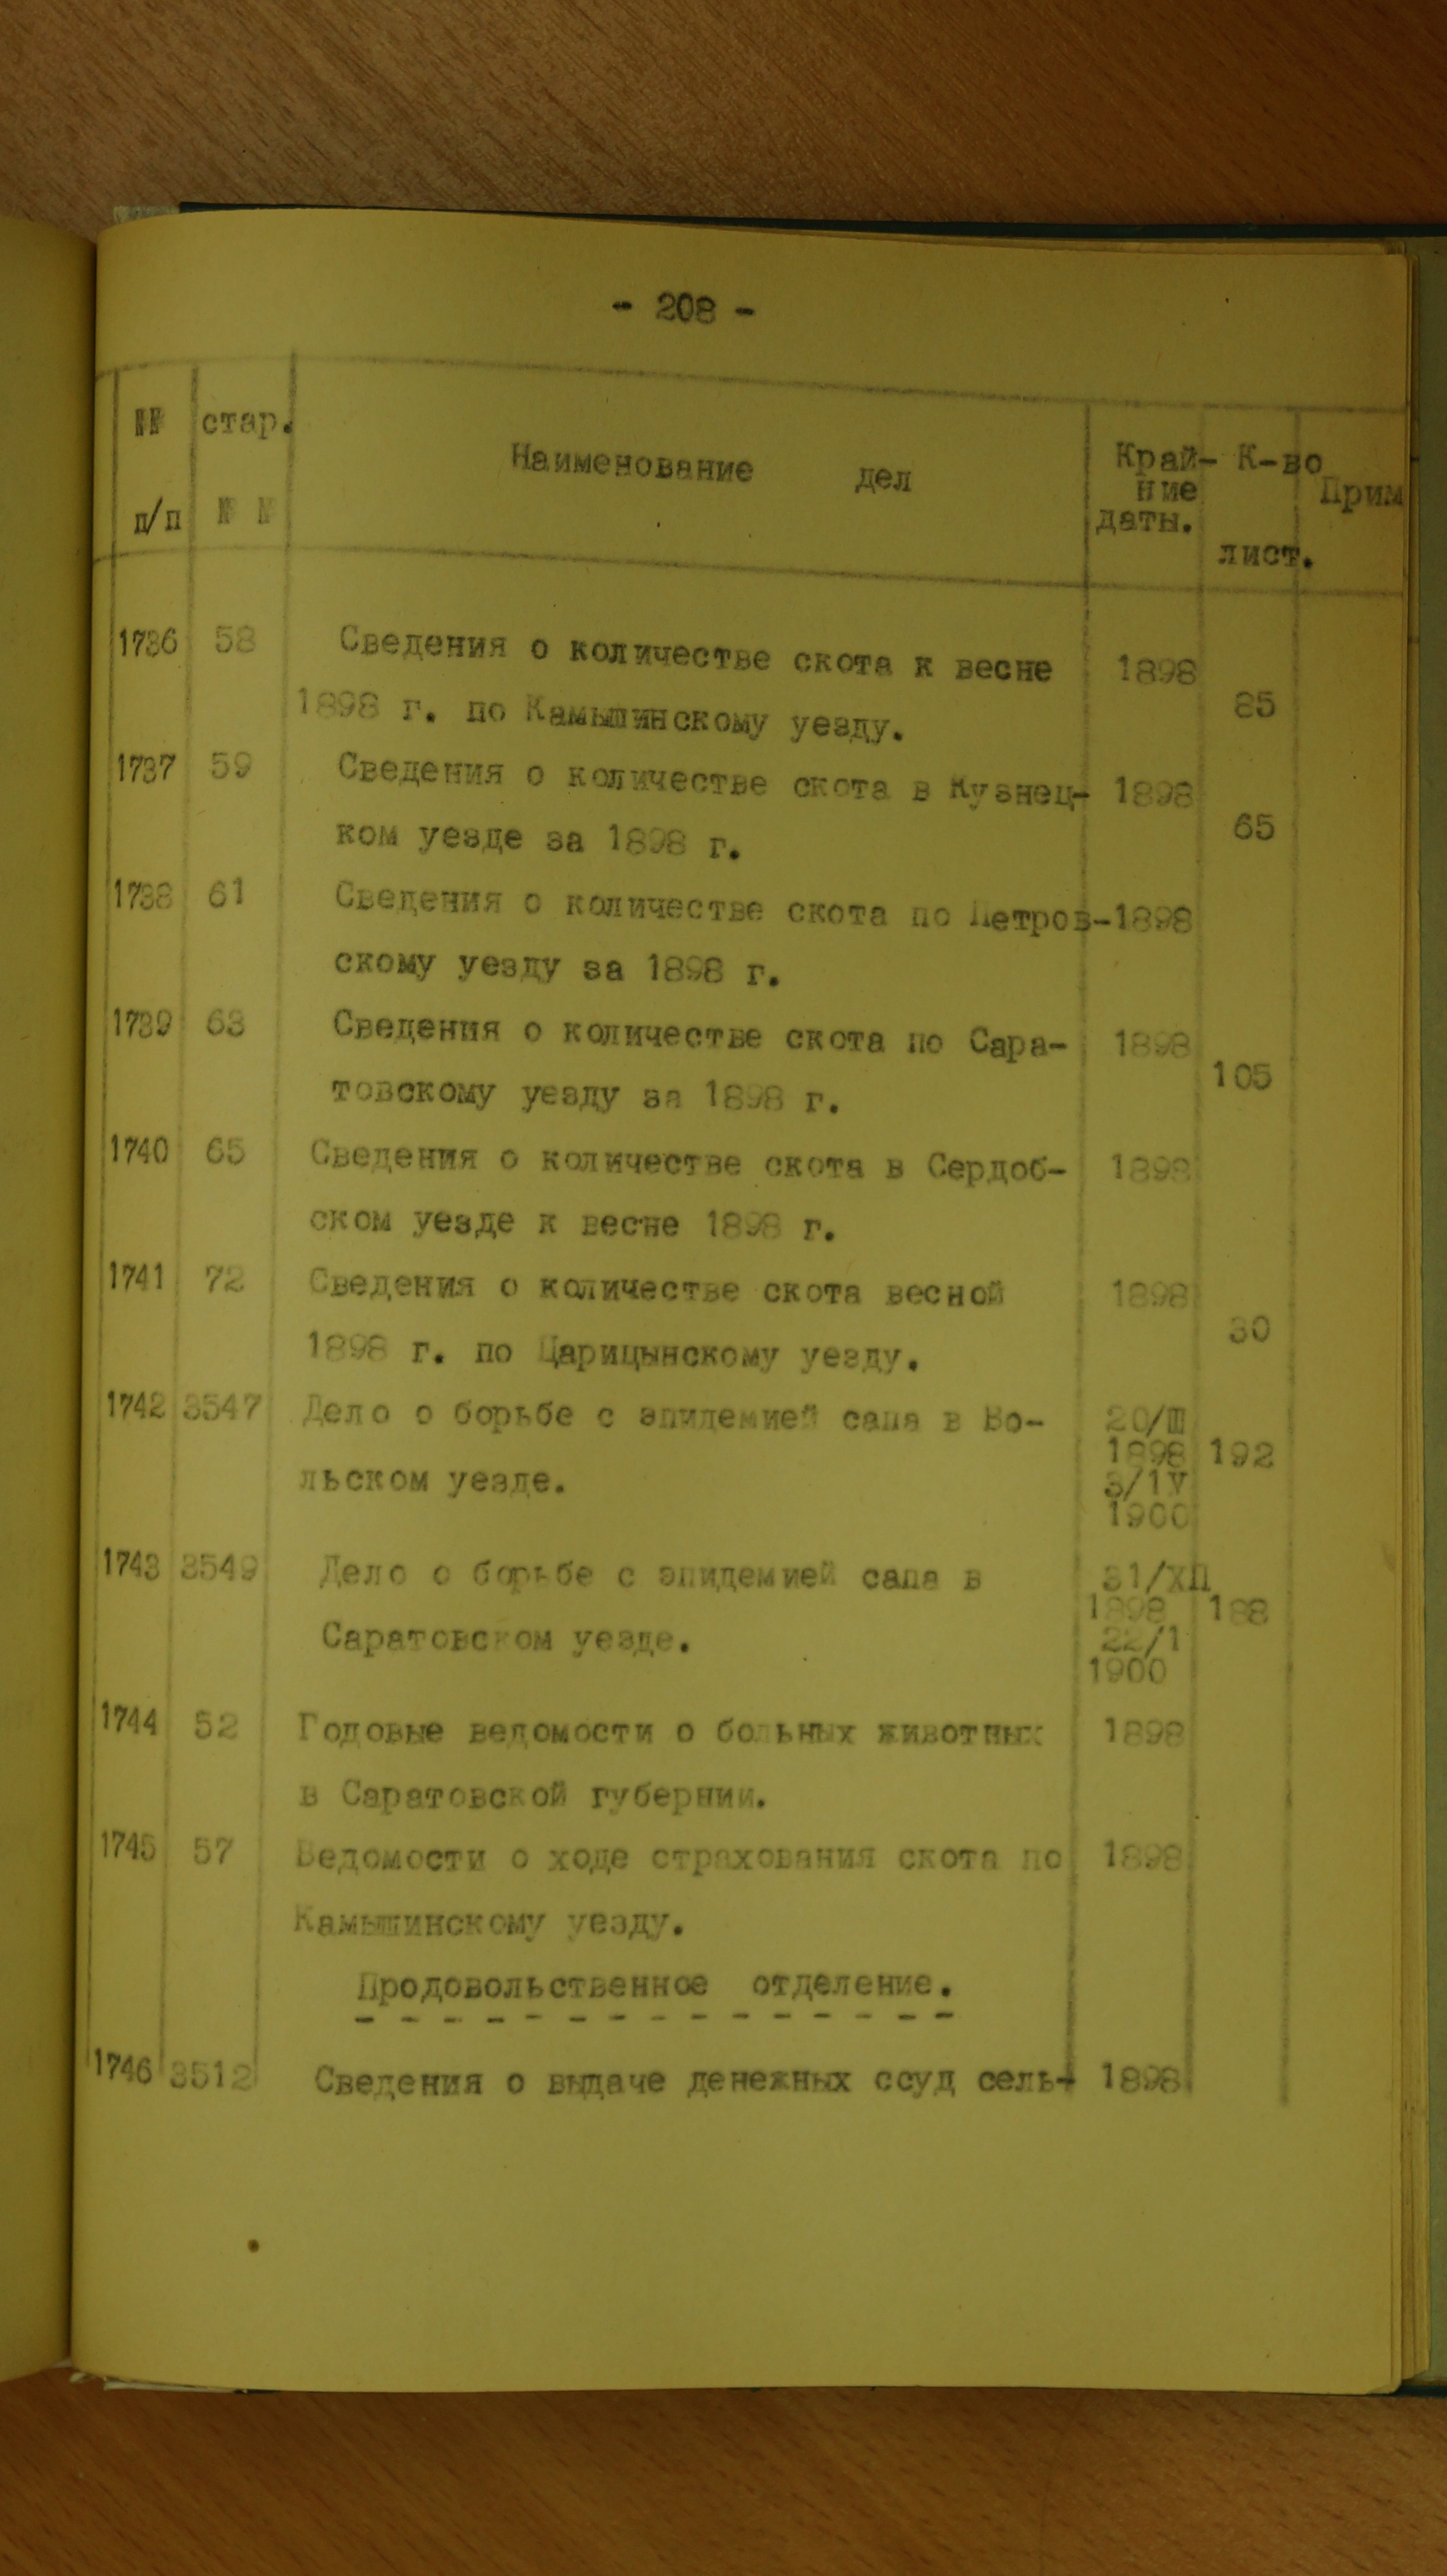 - 208 -
№№ стар. Наименование дел Край- К-во
п/п № № ние Прим
даты.
лист.
1736 58 Сведения о количестве скота к весне 1898
1898 г. по Камышинскому уезду. 85
1737 59 Сведения о количестве скота в Кузнец- 1898
ком уезде за 1898 г. 65
1738 61 Сведения о количестве скота по Петров- 1898
скому уезду за 1898 г.
1739 63 Сведения о количестве скота по Сара- 1898
товскому уезду за 1898 г. 105
1740 65 Сведения о количестве скота в Сердоб- 1898
ском уезде к весне 1898 г.
1741 72 Сведения о количестве скота весной 1898
1898 г. по Царицынскому уезду. 30
1742 3547 Дело о борьбе с эпидемией сапа в Во- 20/III
1898 192
льском уезде. 3/1У
1900
1743 3549 Дело о борьбе с эпидемией сапа в 31/ХП
1898 188
Саратовском уезде. 22/1
1900
1744 52 Годовые ведомости о больных животных 1898
в Саратовской губернии.
1745 57 Ведомости о ходе страхования скота по 1898
Камышинскому уезду.
Продовольственное отделение.
1746 3512 Сведения о выдаче денежных ссуд сель- 1898